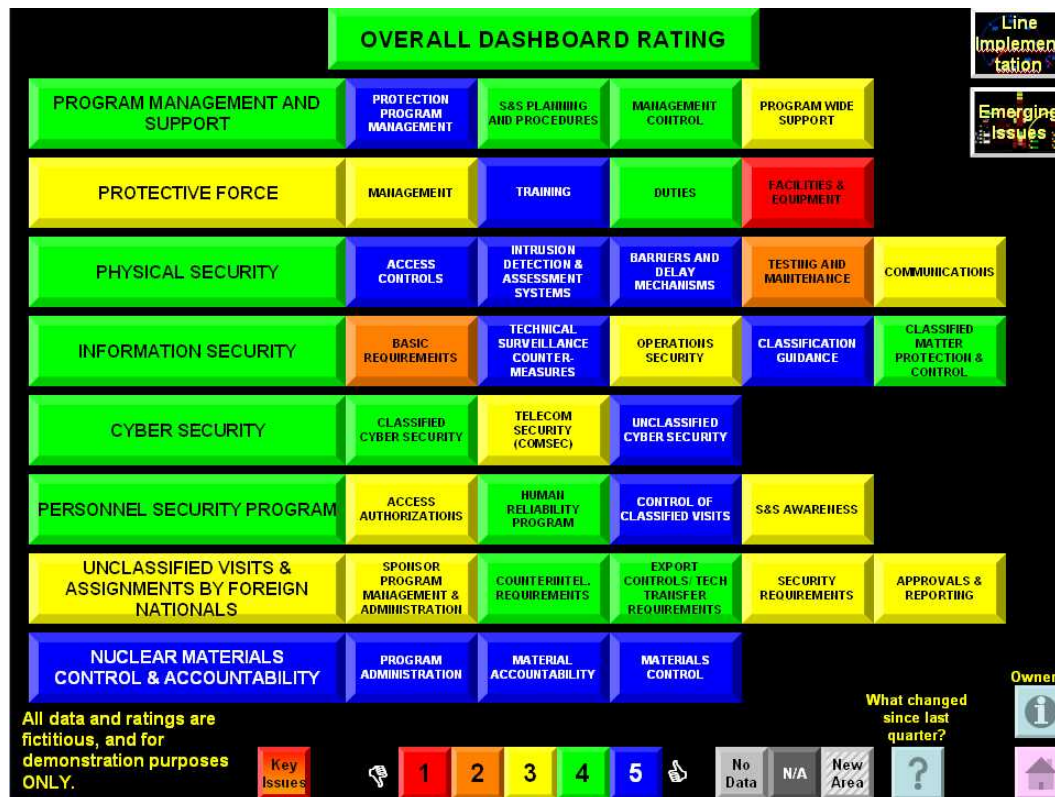 OVERALL DASHBOARD RATING
Line
Implemen
tation
Emerging
Issues
PROGRAM MANAGEMENT AND
SUPPORT
PROTECTION
PROGRAM
MANAGEMENT
S&S PLANNING
AND PROCEDURES
MANAGEMENT
CONTROL
PROGRAM WIDE
SUPPORT
PROTECTIVE FORCE
MANAGEMENT
TRAINING
DUTIES
FACILITIES &
EQUIPMENT
PHYSICAL SECURITY
ACCESS
CONTROLS
INTRUSION
DETECTION &
ASSESSMENT
SYSTEMS
BARRIERS AND
DELAY
MECHANISMS
TESTING AND
MAINTENANCE
COMMUNICATIONS
INFORMATION SECURITY
BASIC
REQUIREMENTS
TECHNICAL
SURVEILLANCE
COUNTER-
MEASURES
OPERATIONS
SECURITY
CLASSIFICATION
GUIDANCE
CLASSIFIED
MATTER
PROTECTION &
CONTROL
CYBER SECURITY
CLASSIFIED
CYBER SECURITY
TELECOM
SECURITY
(COMSEC)
UNCLASSIFIED
CYBER SECURITY
PERSONNEL SECURITY PROGRAM
ACCESS
AUTHORIZATIONS
HUMAN
RELIABILITY
PROGRAM
CONTROL OF
CLASSIFIED VISITS
S&S AWARENESS
UNCLASSIFIED VISITS &
ASSIGNMENTS BY FOREIGN
NATIONALS
SPONSOR
PROGRAM
MANAGEMENT &
ADMINISTRATION
COUNTERINTEL.
REQUIREMENTS
EXPORT
CONTROLS/ TECH
TRANSFER
REQUIREMENTS
SECURITY
REQUIREMENTS
APPROVALS &
REPORTING
NUCLEAR MATERIALS
CONTROL & ACCOUNTABILITY
PROGRAM
ADMINISTRATION
MATERIAL
ACCOUNTABILITY
MATERIALS
CONTROL
All data and ratings are
fictitious, and for
demonstration purposes
ONLY.
Key
Issues
1
2
3
4
5
No
Data
N/A
New
Area
What changed
since last
quarter?
?
Owner
i